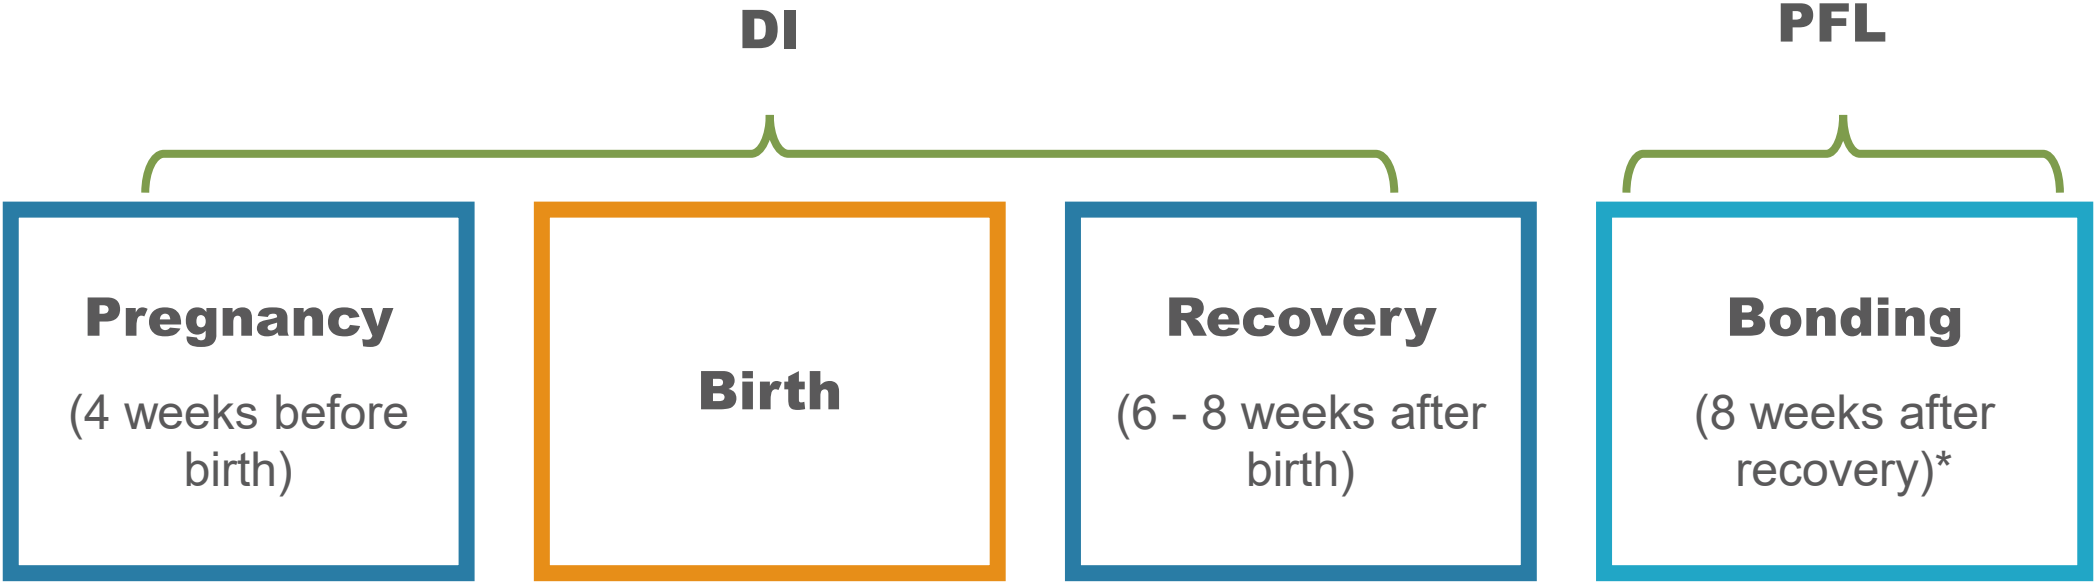 DI
PFL
Pregnancy
(4 weeks before
birth)
Birth
Recovery
(6 - 8 weeks after
birth)
Bonding
(8 weeks after
recovery)*